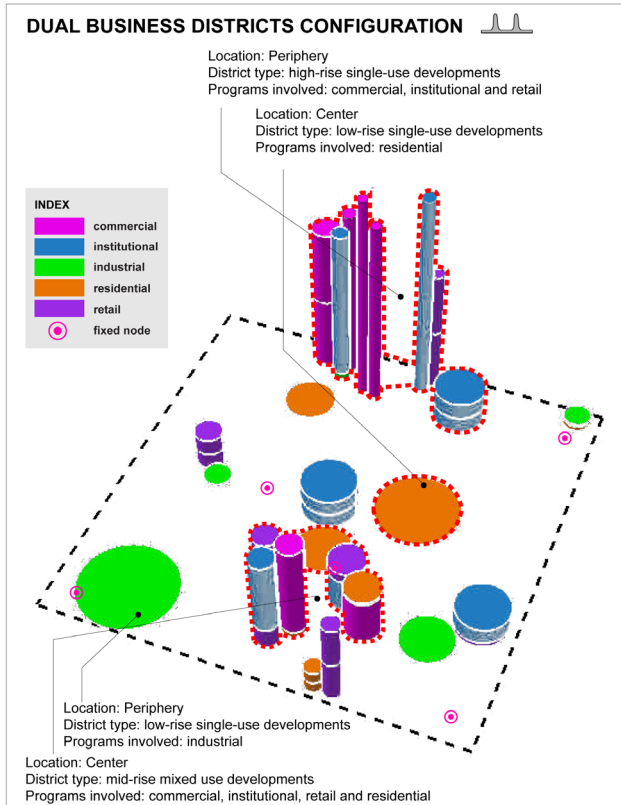 DUAL BUSINESS DISTRICTS CONFIGURATION
Location: Periphery
District type: high-rise single-use developments
Programs involved: commercial, institutional and retail
Location: Center
District type: low-rise single-use developments
Programs involved: residential
INDEX
commercial
institutional
industrial
residential
retail
fixed node
Location: Periphery
District type: low-rise single-use developments
Programs involved: industrial
Location: Center
District type: mid-rise mixed use developments
Programs involved: commercial, institutional, retail and residential